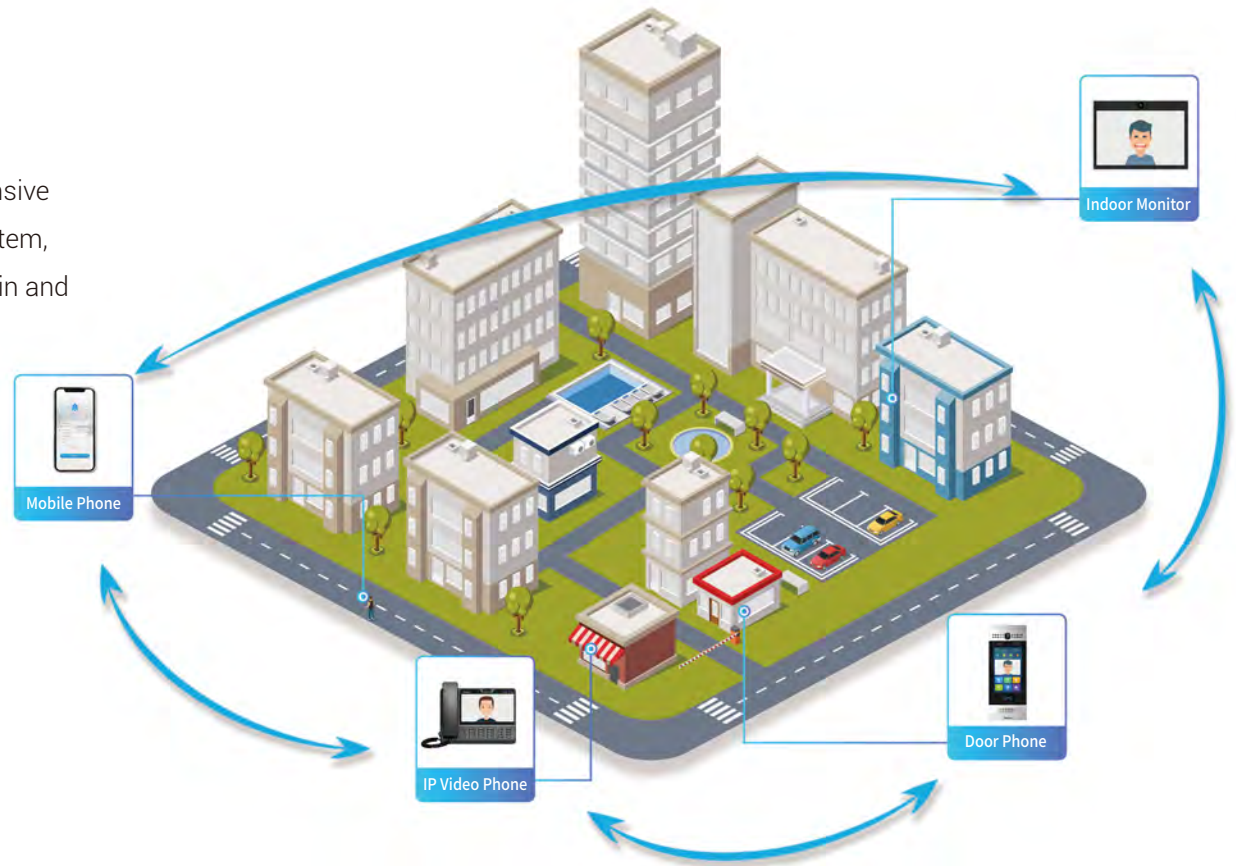 nsive
tem,
in and
Indoor Monitor
Mobile Phone
IP Video Phone
Door Phone